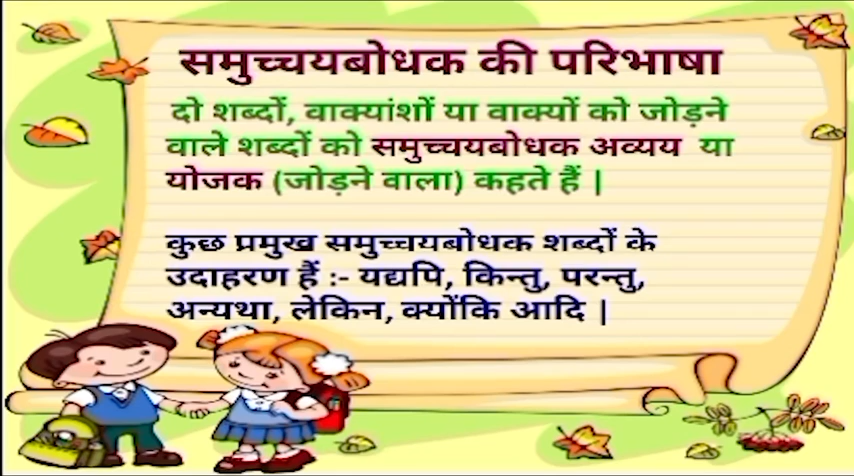 समुच्चयबोधक की परिभाषा
दो शब्दों, वाक्यांशों या वाक्यों को जोड़ने
वाले शब्दों को समुच्चयबोधक अव्यय या
योजक (जोड़ने वाला) कहते हैं |
कुछ प्रमुख समुच्चयबोधक शब्दों के
उदाहरण हैं :- यद्यपि, किन्तु, परन्तु,
अन्यथा, लेकिन, क्योंकि आदि |